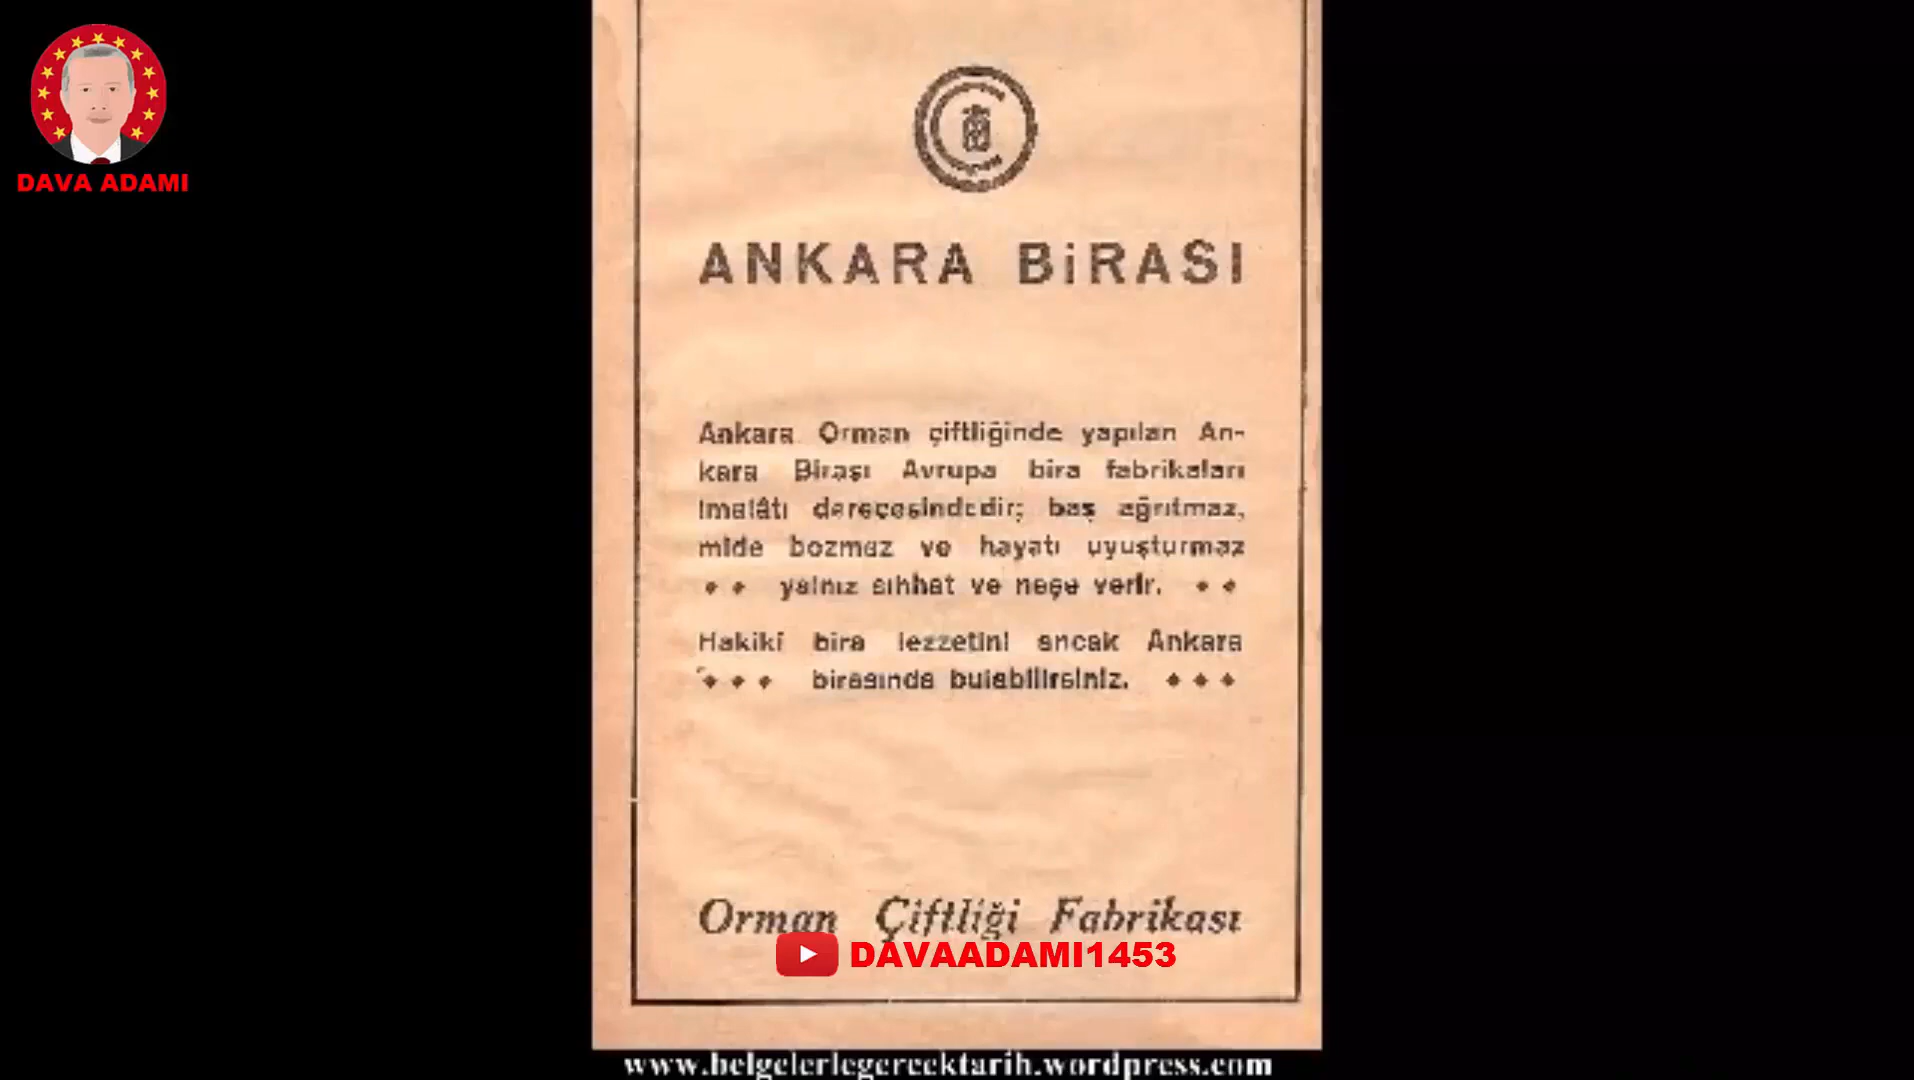 DAVA ADAMI
ANKARA BiRASI
Ankara Orman çiftliğinde yapılan An-
kara Birası Avrupa bira fabrikaları
imalâtı derecesindedir; baş ağrıtmaz,
mide bozmaz ve hayatı uyuşturmaz
yalnız sıhhat ve neşe verir.
Hakiki bira lezzetini ancak Ankara
birasında bulabilirsiniz.
Orman Çiftliği Fabrikası
DAVAADAMI1453
www.belgelerlegercektarih.wordpress.com